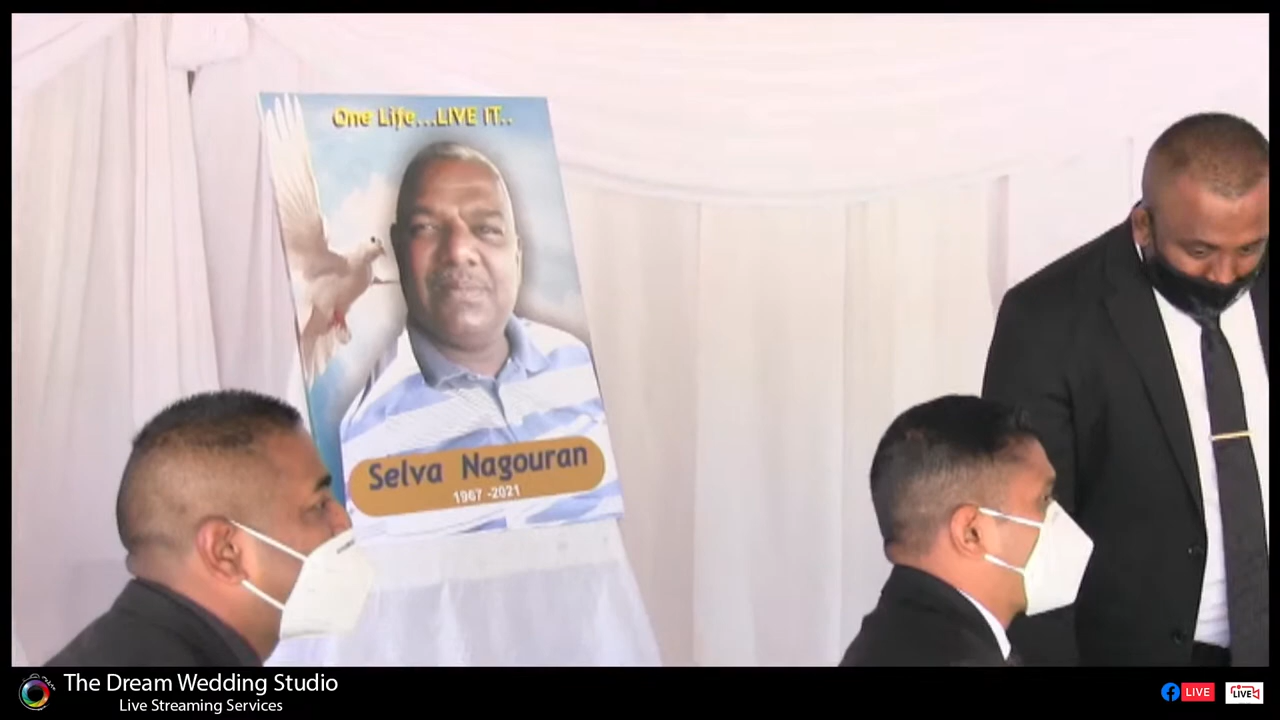 One Life...LIVE IT..
Selva Nagouran
1967 -2021
The Dream Wedding Studio
Live Streaming Services
LIVE
LIVE